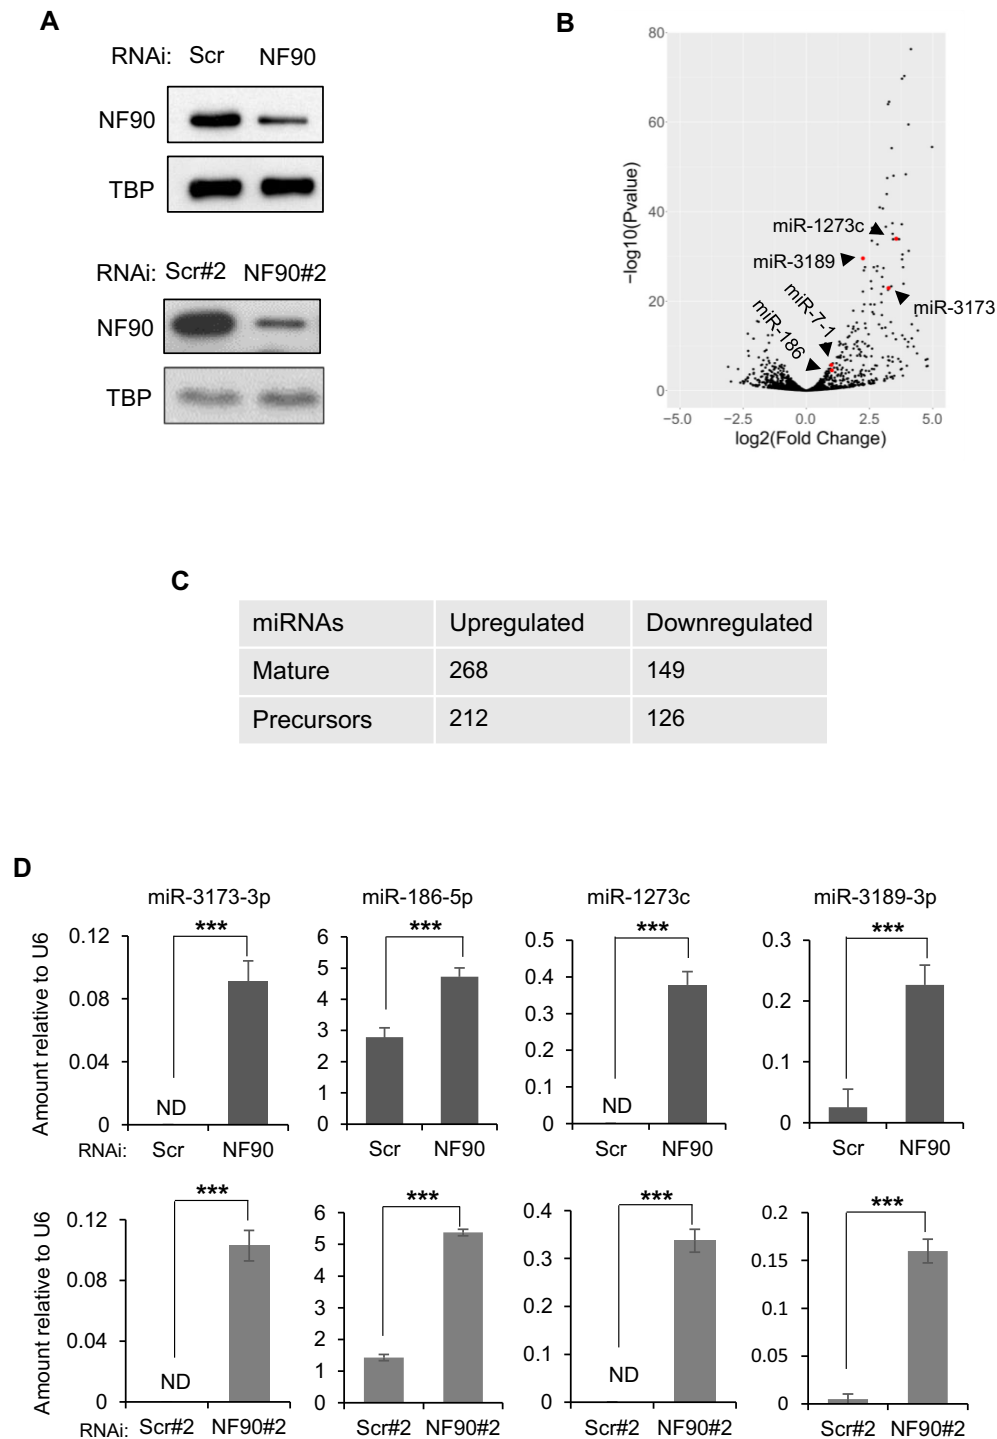 A
RNAi: Scr NF90
NF90
TBP
RNAi: Scr#2 NF90#2
NF90
TBP
B
80
60
40
20
0
−log10(Pvalue)
miR-1273c
miR-3189
miR-3173
miR-7-1
miR-186
−5.0 −2.5 0.0 2.5 5.0
log2(Fold Change)
C
miRNAs Upregulated Downregulated
Mature 268 149
Precursors 212 126
D
miR-3173-3p miR-186-5p miR-1273c miR-3189-3p
Amount relative to U6
0.12
0.08
0.04
0
***
ND
RNAi: Scr NF90
6
5
4
3
2
1
0
***
Scr NF90
0.5
0.4
0.3
0.2
0.1
0
***
ND
Scr NF90
0.3
0.2
0.1
0
***
Scr NF90
Amount relative to U6
0.12
0.08
0.04
0
***
ND
RNAi: Scr#2 NF90#2
6
5
4
3
2
1
0
***
Scr#2 NF90#2
0.4
0.3
0.2
0.1
0
***
ND
Scr#2 NF90#2
0.2
0.15
0.1
0.05
0
***
Scr#2 NF90#2